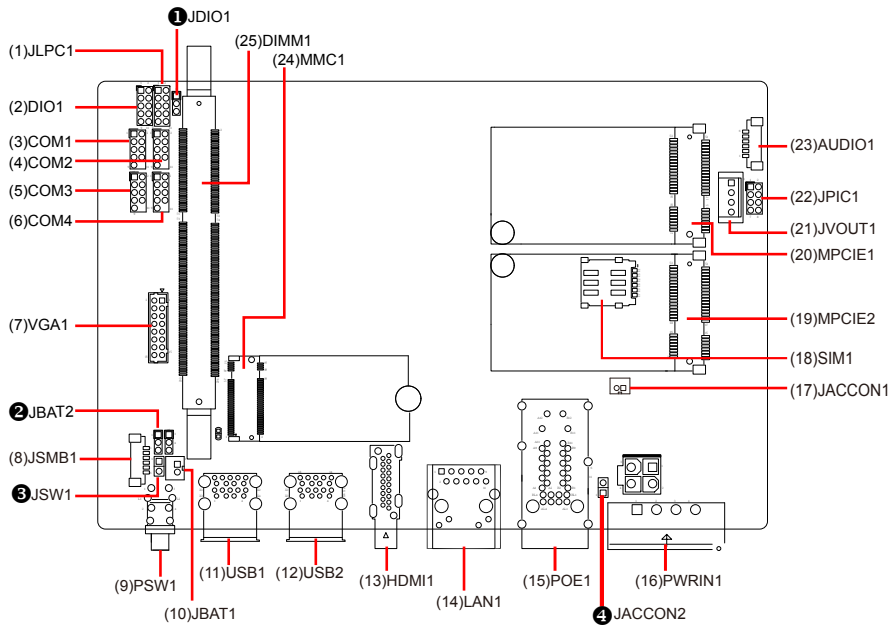 ❶JDIO1
(25)DIMM1
(24)MMC1
(1)JLPC1
(2)DIO1
(3)COM1
(4)COM2
(5)COM3
(6)COM4
(7)VGA1
❷JBAT2
(8)JSMB1
❸JSW1
(9)PSW1
(10)JBAT1
(11)USB1
(12)USB2
(13)HDMI1
(14)LAN1
(15)POE1
❹JACCON2
(16)PWRIN1
(17)JACCON1
(18)SIM1
(19)MPCIE2
(20)MPCIE1
(21)JVOUT1
(22)JPIC1
(23)AUDIO1